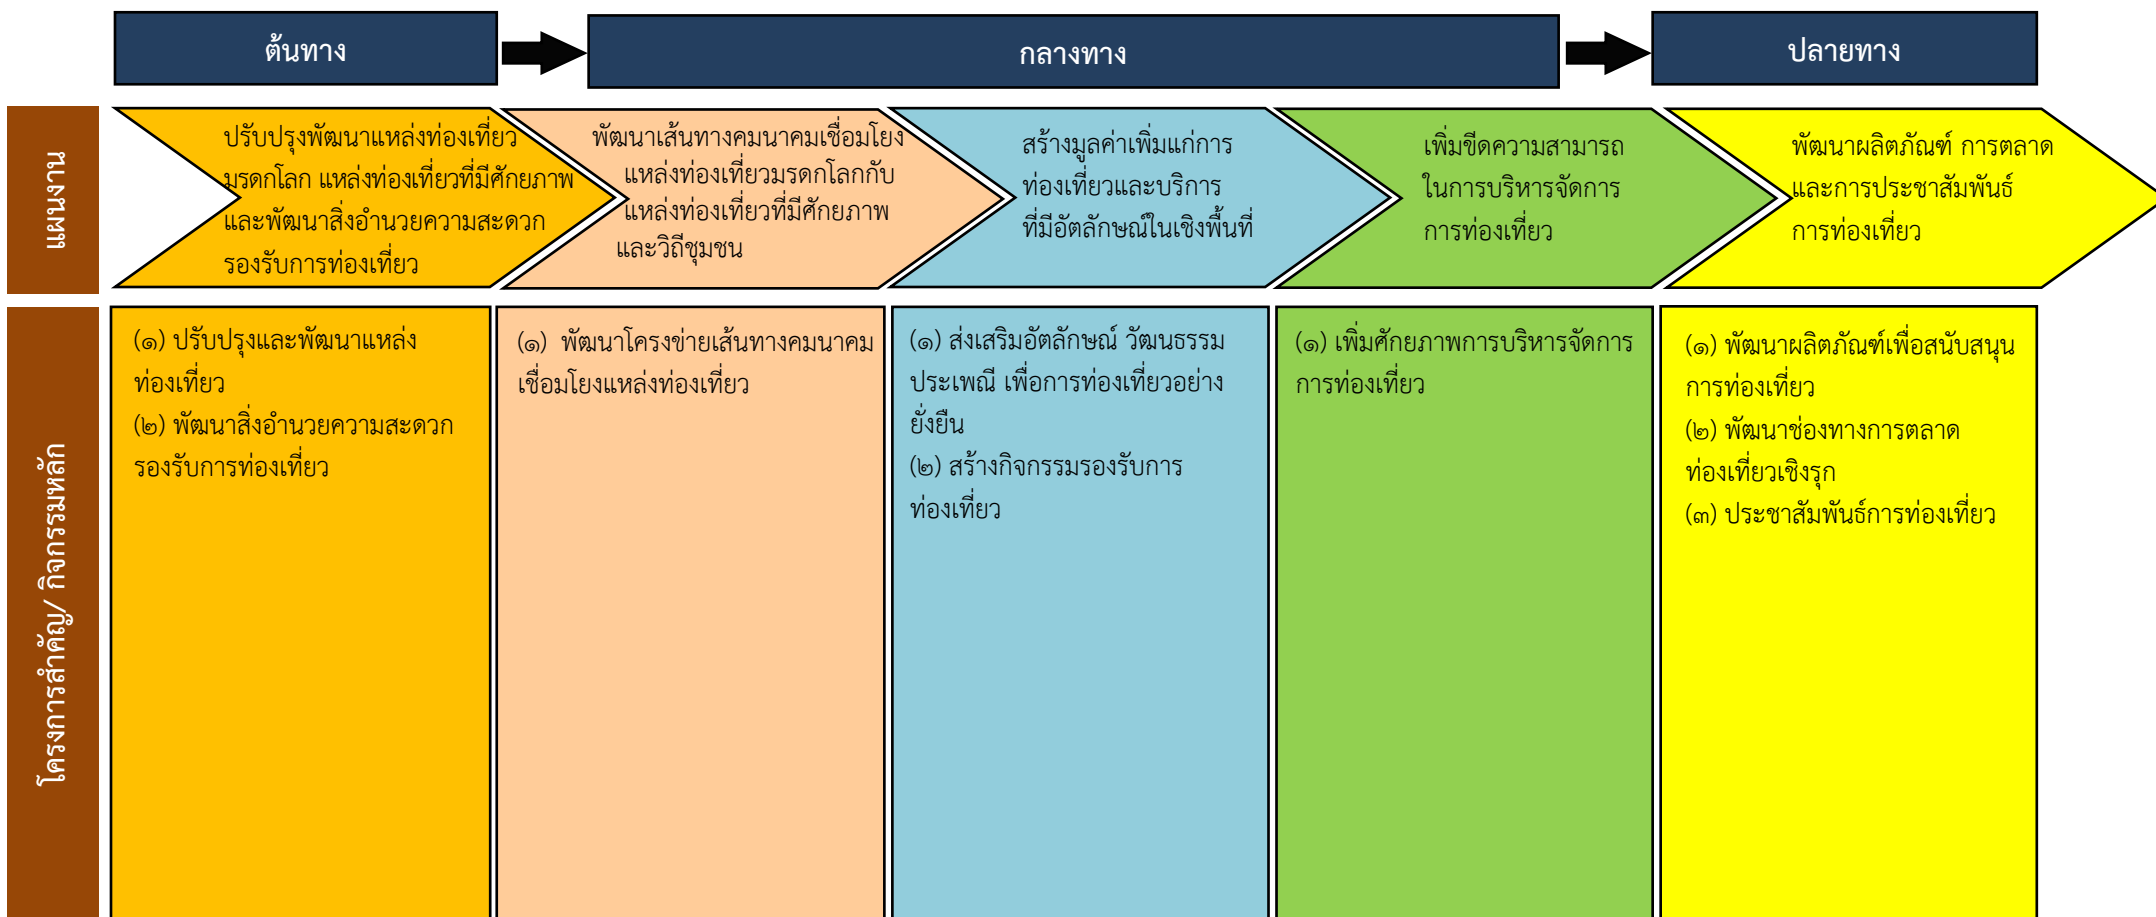 ต้นทาง
กลางทาง
ปลายทาง
แผนงาน
ปรับปรุงพัฒนาแหล่งท่องเที่ยว
มรดกโลก แหล่งท่องเที่ยวที่มีศักยภาพ
และพัฒนาสิ่งอำนวยความสะดวก
รองรับการท่องเที่ยว
พัฒนาเส้นทางคมนาคมเชื่อมโยง
แหล่งท่องเที่ยวมรดกโลกกับ
แหล่งท่องเที่ยวที่มีศักยภาพ
และวิถีชุมชน
สร้างมูลค่าเพิ่มแก่การ
ท่องเที่ยวและบริการ
ที่มีอัตลักษณ์ในเชิงพื้นที่
เพิ่มขีดความสามารถ
ในการบริหารจัดการ
การท่องเที่ยว
พัฒนาผลิตภัณฑ์ การตลาด
และการประชาสัมพันธ์
การท่องเที่ยว
โครงการสำคัญ/ กิจกรรมหลัก
(๑) ปรับปรุงและพัฒนาแหล่ง
ท่องเที่ยว
(๒) พัฒนาสิ่งอำนวยความสะดวก
รองรับการท่องเที่ยว
(๑) พัฒนาโครงข่ายเส้นทางคมนาคม
เชื่อมโยงแหล่งท่องเที่ยว
(๑) ส่งเสริมอัตลักษณ์ วัฒนธรรม
ประเพณี เพื่อการท่องเที่ยวอย่าง
ยั่งยืน
(๒) สร้างกิจกรรมรองรับการ
ท่องเที่ยว
(๑) เพิ่มศักยภาพการบริหารจัดการ
การท่องเที่ยว
(๑) พัฒนาผลิตภัณฑ์เพื่อสนับสนุน
การท่องเที่ยว
(๒) พัฒนาช่องทางการตลาด
ท่องเที่ยวเชิงรุก
(๓) ประชาสัมพันธ์การท่องเที่ยว